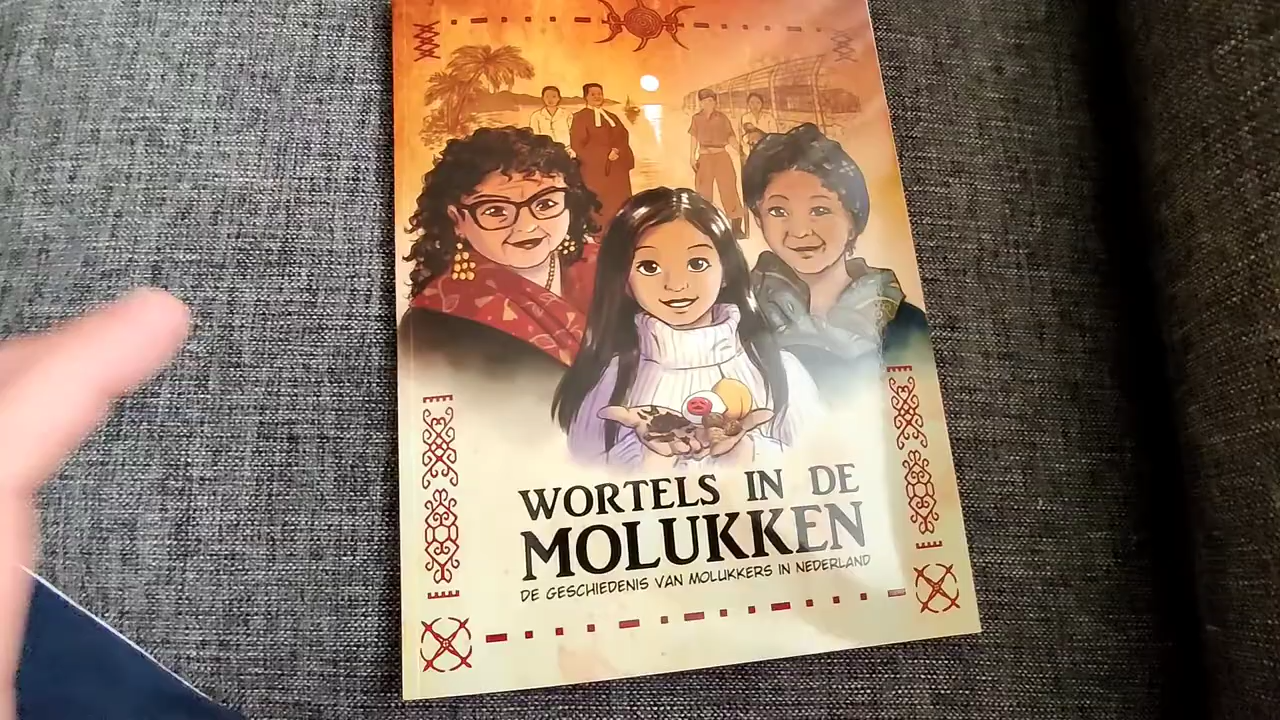 WORTELS IN DE
MOLUKKEN
DE GESCHIEDENIS VAN MOLUKKERS IN NEDERLAND